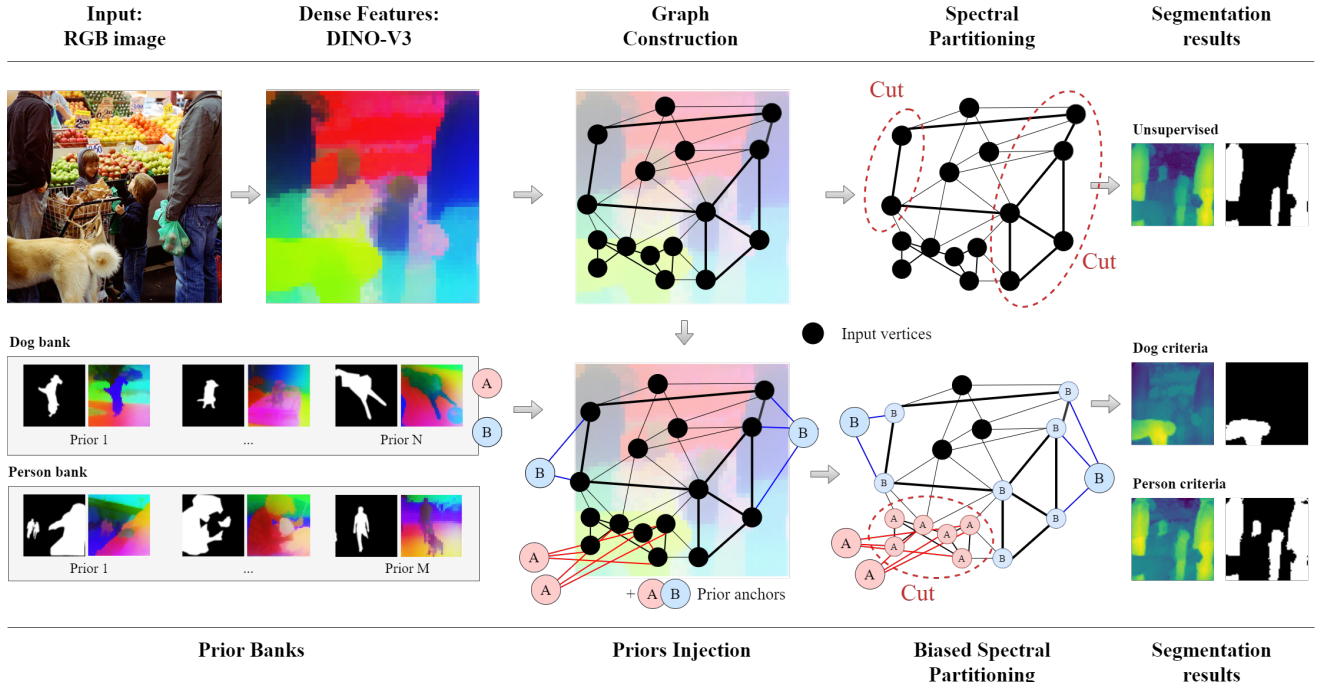 Input:
RGB image
Dense Features:
DINO-V3
Graph
Construction
Spectral
Partitioning
Segmentation
results
Cut
Cut
Unsupervised
Input vertices
Dog bank
A
B
Prior 1
...
Prior N
Person bank
Prior 1
...
Prior M
B
B
A
A
+ A B Prior anchors
B
B
B
B
B
B
B
B
B
A
A
A
A
A
A
A
A
Cut
Dog criteria
Person criteria
Prior Banks
Priors Injection
Biased Spectral
Partitioning
Segmentation
results